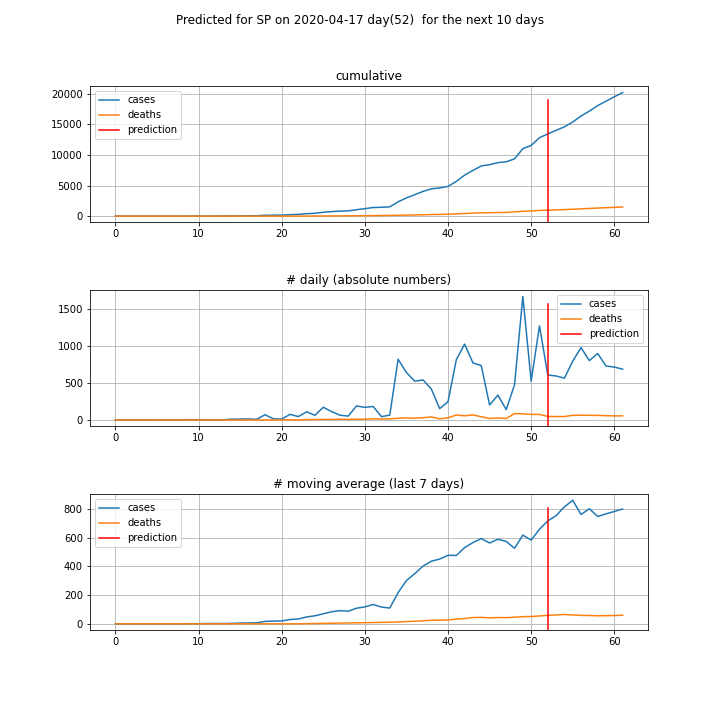 Predicted for SP on 2020-04-17 day(52)  for the next 10 days
cumulative
20000
15000
10000
5000
0
cases
deaths
prediction
0 10 20 30 40 50 60
# daily (absolute numbers)
1500
1000
500
0
cases
deaths
prediction
0 10 20 30 40 50 60
# moving average (last 7 days)
800
600
400
200
0
cases
deaths
prediction
0 10 20 30 40 50 60